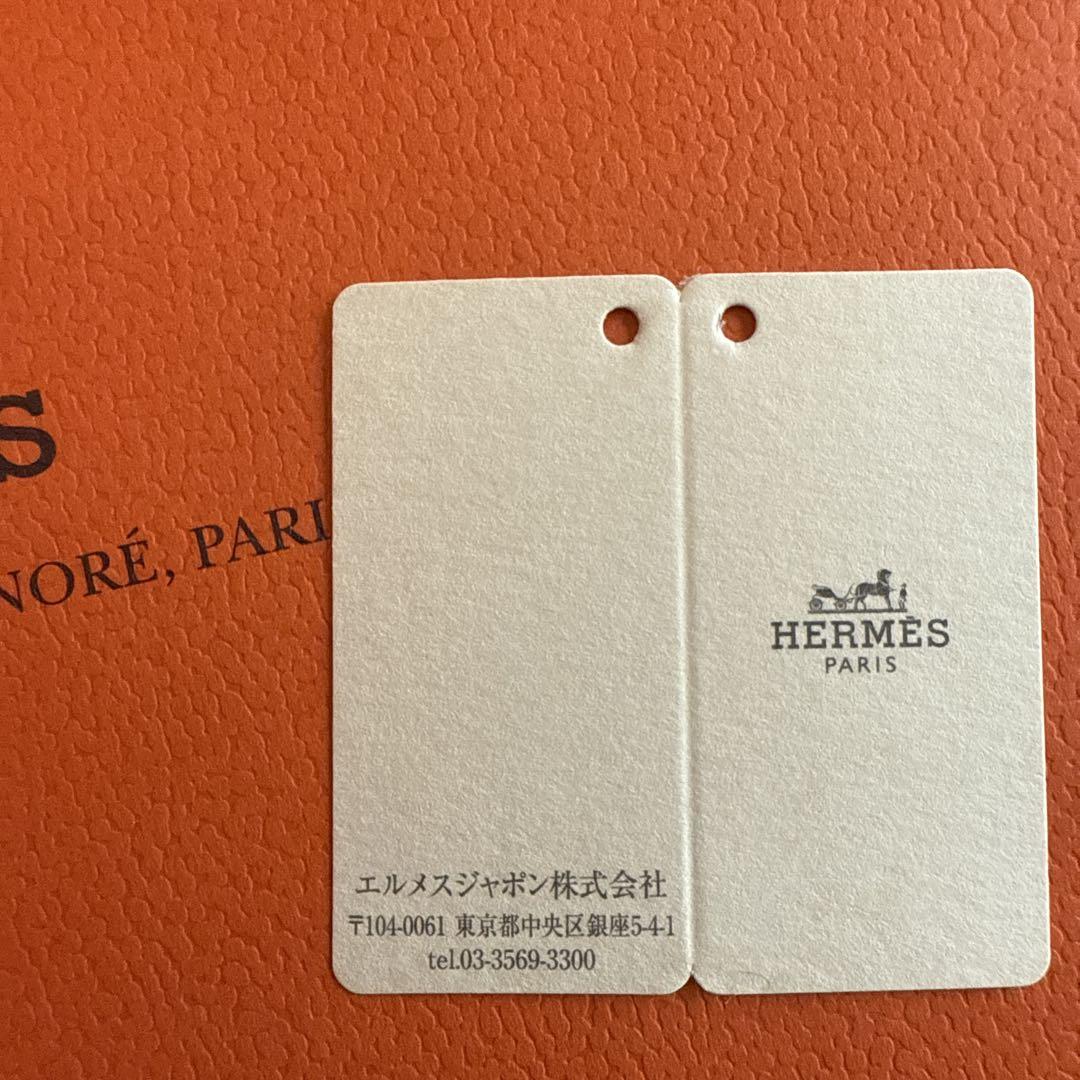 S
NORÉ, PARI
エルメスジャポン株式会社
〒104-0061 東京都中央区銀座5-4-1
tel.03-3569-3300
HERMÈS
PARIS